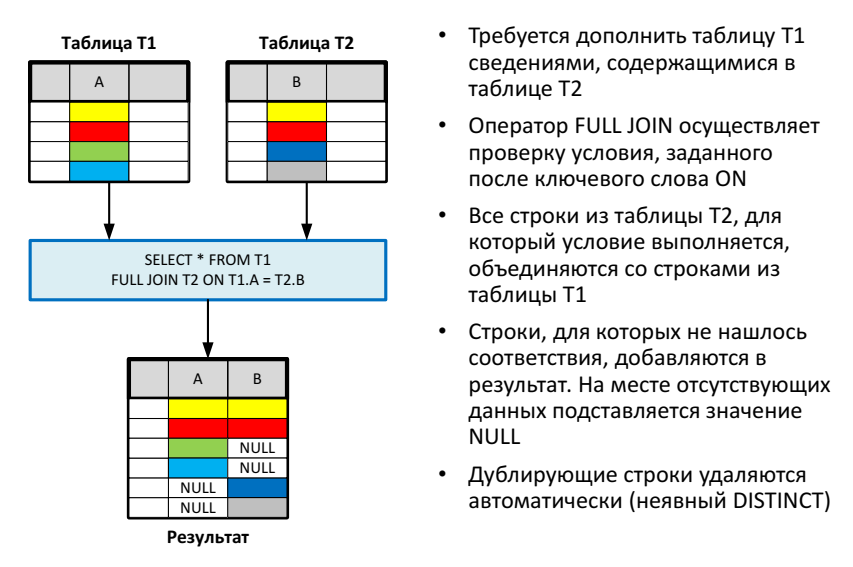 Таблица T1
Таблица T2
A
B
SELECT * FROM T1
FULL JOIN T2 ON T1.A = T2.B
A
B
NULL
NULL
NULL
NULL
Результат
• Требуется дополнить таблицу T1
сведениями, содержащимися в
таблице T2
• Оператор FULL JOIN осуществляет
проверку условия, заданного
после ключевого слова ON
• Все строки из таблицы T2, для
который условие выполняется,
объединяются со строками из
таблицы T1
• Строки, для которых не нашлось
соответствия, добавляются в
результат. На месте отсутствующих
данных подставляется значение
NULL
• Дублирующие строки удаляются
автоматически (неявный DISTINCT)